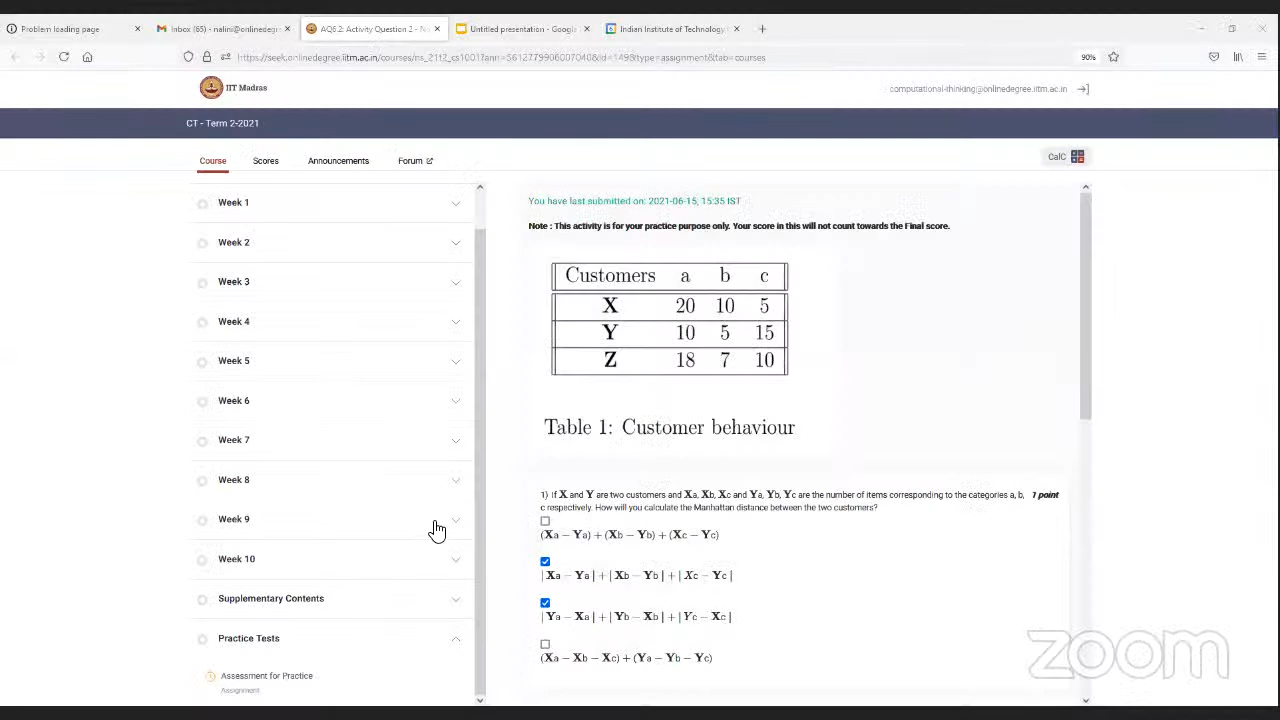 Problem loading page
Inbox (65) - nalini@onlinedegr
AQ6.2: Activity Question 2 - N
Untitled presentation - Google
Indian Institute of Technology
https://seek.onlinedegree.iitm.ac.in/courses/ns_21t2_cs1001?id=149&type=assignment&tab=courses
90%
IIT Madras
computational-thinking@onlinedegree.iitm.ac.in
CT - Term 2-2021
Course
Scores
Announcements
Forum
CalC
Week 1
Week 2
Week 3
Week 4
Week 5
Week 6
Week 7
Week 8
Week 9
Week 10
Supplementary Contents
Practice Tests
Assessment for Practice
Assignment
You have last submitted on: 2021-06-15, 15:35 IST
Note : This activity is for your practice purpose only. Your score in this will not count towards the Final score.
Customers a b c
X 20 10 5
Y 10 5 15
Z 18 7 10
Table 1: Customer behaviour
1) If X and Y are two customers and Xa, Xb, Xc and Ya, Yb, Yc are the number of items corresponding to the categories a, b, 1 point
c respectively. How will you calculate the Manhattan distance between the two customers?
(Xa − Ya) + (Xb − Yb) + (Xc − Yc)
| Xa − Ya | + | Xb − Yb | + | Xc − Yc |
| Ya − Xa | + | Yb − Xb | + | Yc − Xc |
(Xa − Xb − Xc) + (Ya − Yb − Yc)
zoom